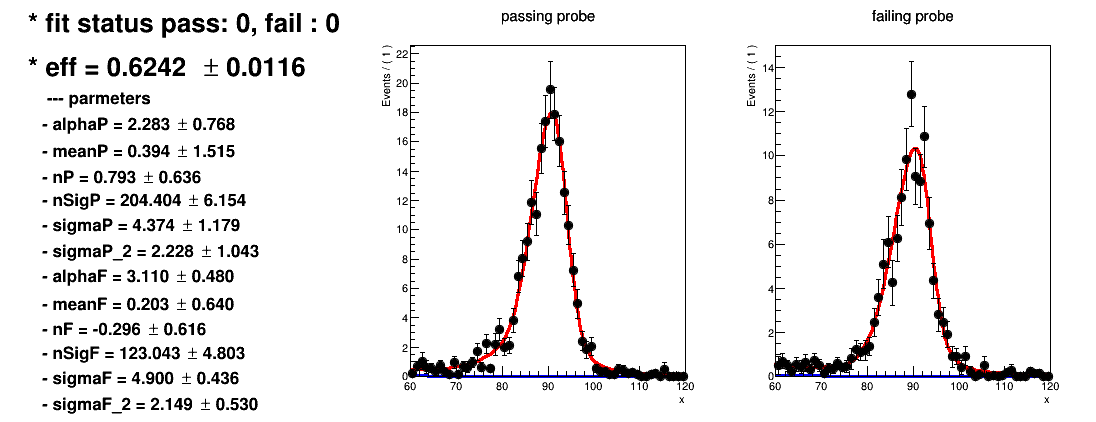 * fit status pass: 0, fail : 0
* eff = 0.6242 ± 0.0116
--- parmeters
- alphaP = 2.283 ± 0.768
- meanP = 0.394 ± 1.515
- nP = 0.793 ± 0.636
- nSigP = 204.404 ± 6.154
- sigmaP = 4.374 ± 1.179
- sigmaP_2 = 2.228 ± 1.043
- alphaF = 3.110 ± 0.480
- meanF = 0.203 ± 0.640
- nF = -0.296 ± 0.616
- nSigF = 123.043 ± 4.803
- sigmaF = 4.900 ± 0.436
- sigmaF_2 = 2.149 ± 0.530
passing probe
Events / ( 1 )
22
20
18
16
14
12
10
8
6
4
2
0
60 70 80 90 100 110 120
x
failing probe
Events / ( 1 )
14
12
10
8
6
4
2
0
60 70 80 90 100 110 120
x